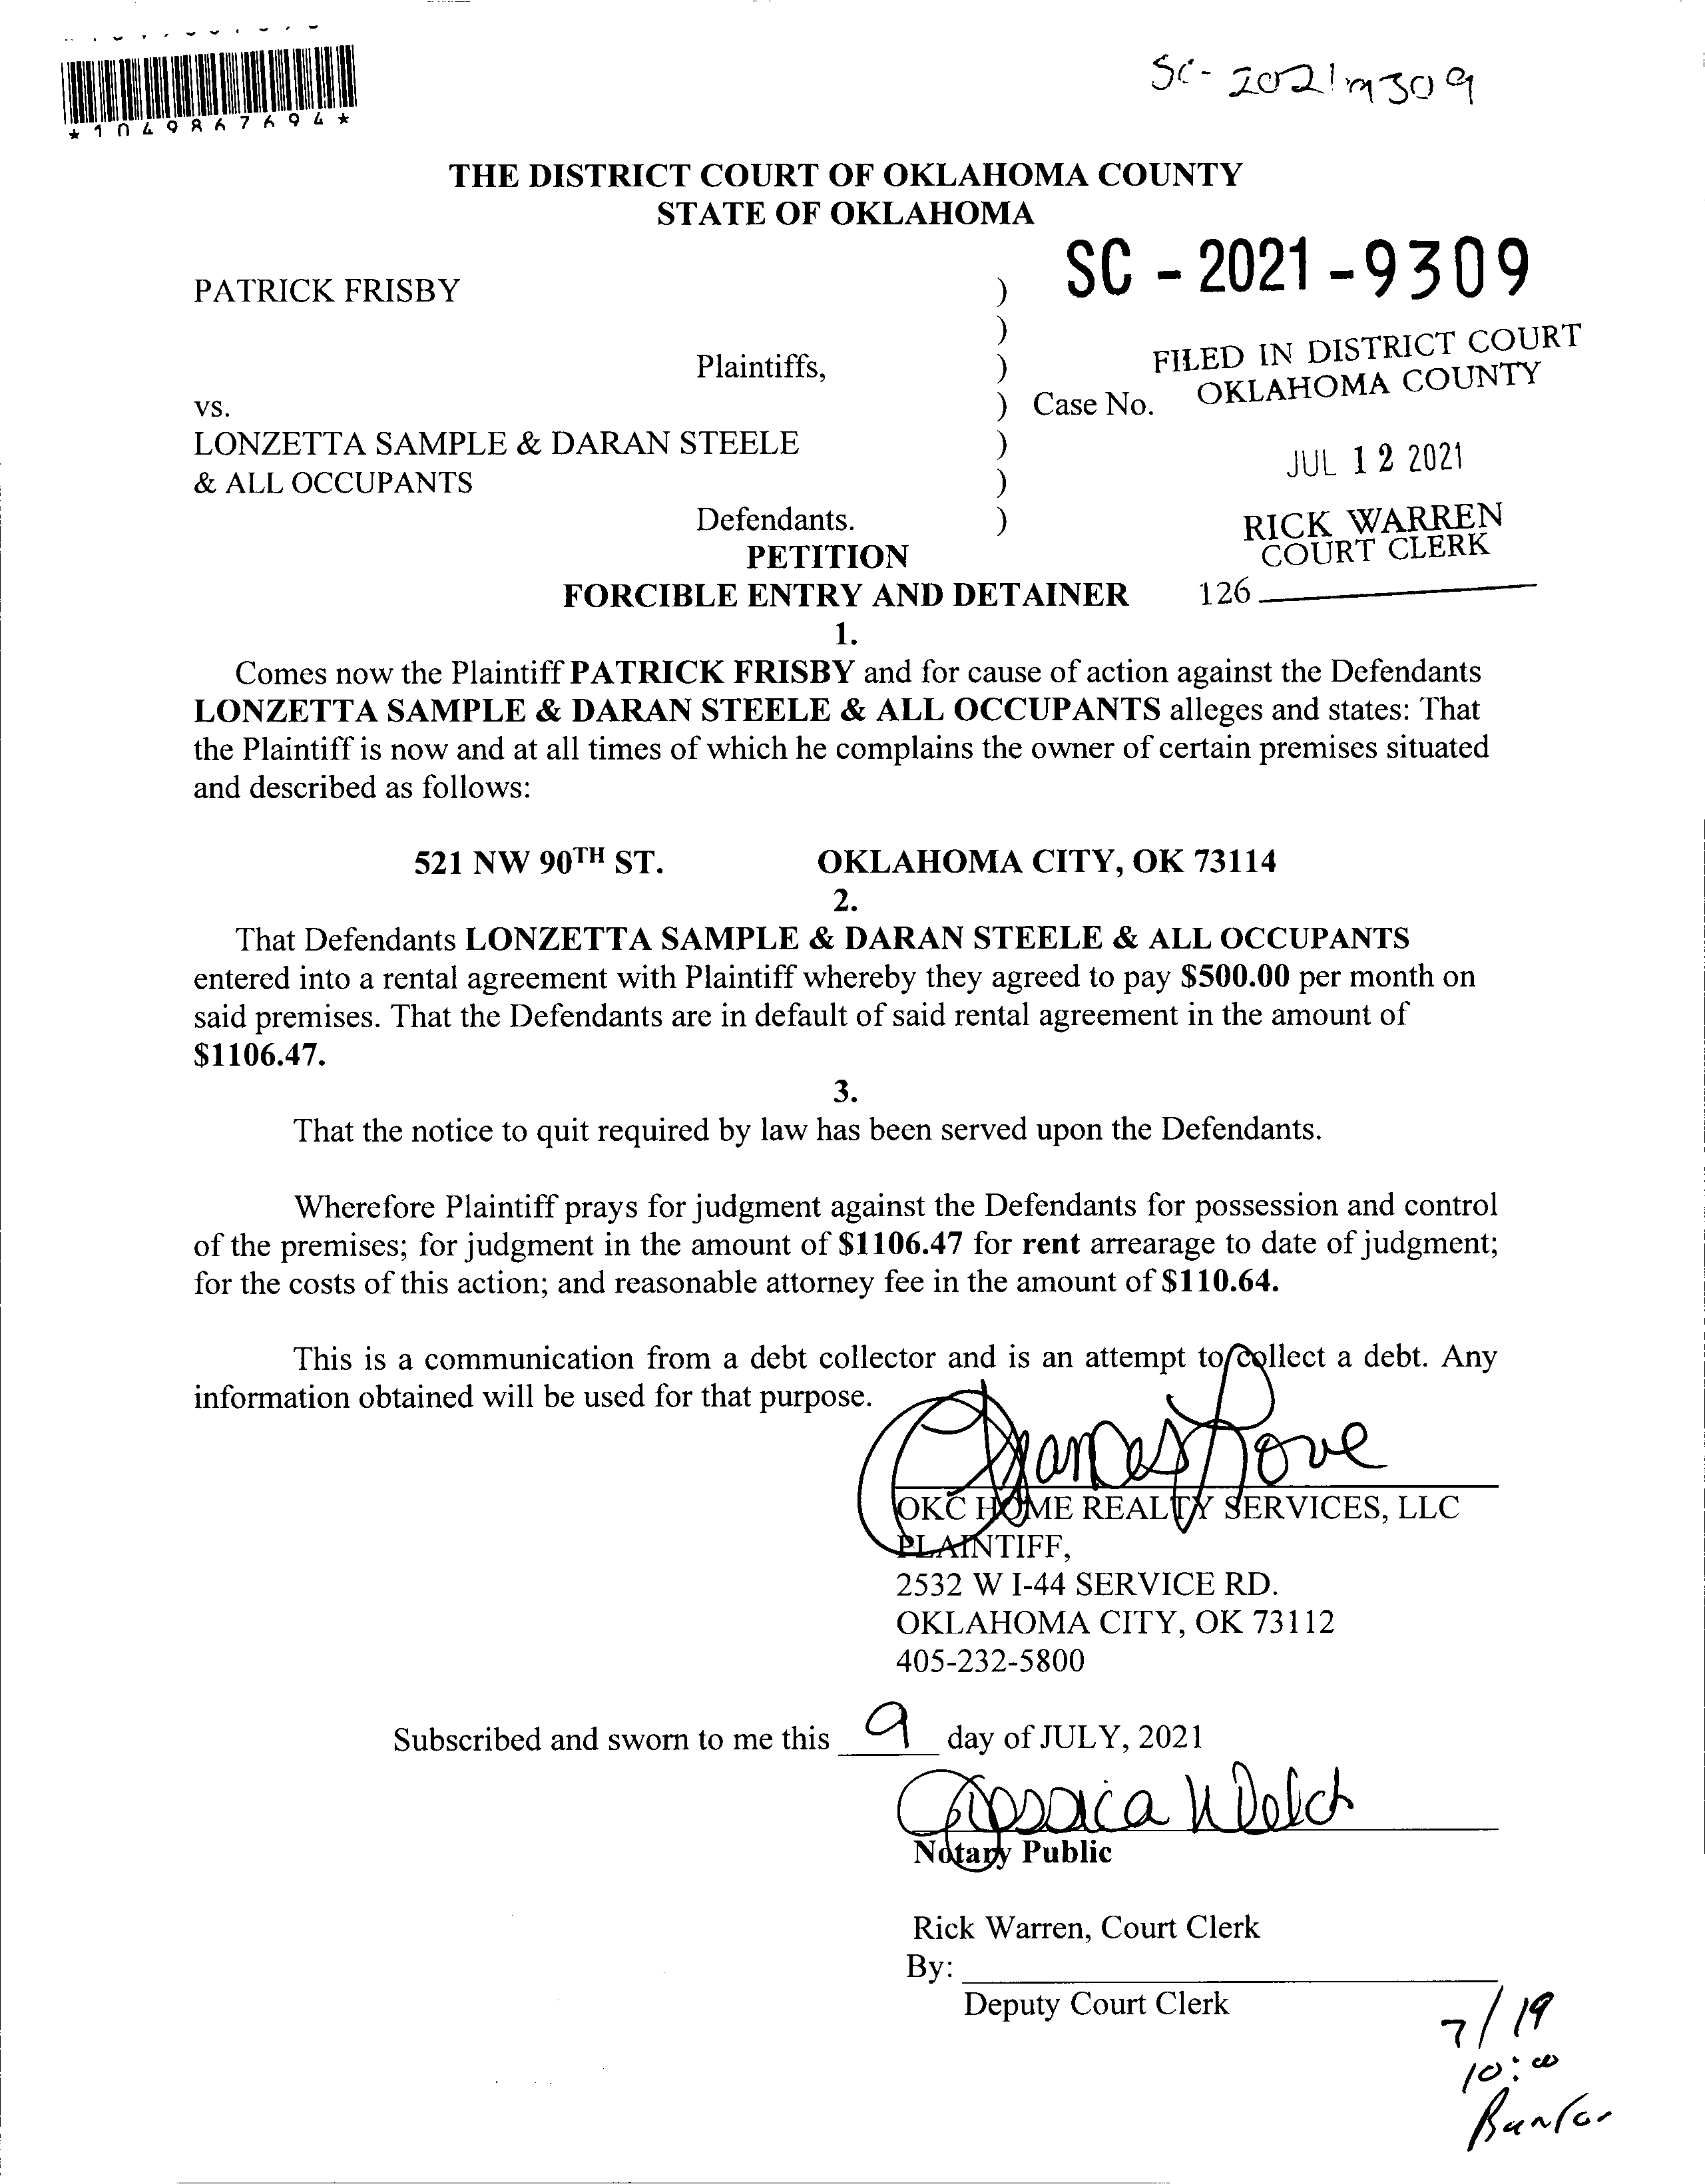 *1049867694*
SC-2021-9309
THE DISTRICT COURT OF OKLAHOMA COUNTY
STATE OF OKLAHOMA
SC - 2021 - 9309
PATRICK FRISBY )
)
Plaintiffs, )
FILED IN DISTRICT COURT
OKLAHOMA COUNTY
vs. ) Case No.
LONZETTA SAMPLE & DARAN STEELE )
JUL 12 2021
& ALL OCCUPANTS )
Defendants. )
RICK WARREN
COURT CLERK
PETITION
FORCIBLE ENTRY AND DETAINER
126
1.
Comes now the Plaintiff PATRICK FRISBY and for cause of action against the Defendants
LONZETTA SAMPLE & DARAN STEELE & ALL OCCUPANTS alleges and states: That
the Plaintiff is now and at all times of which he complains the owner of certain premises situated
and described as follows:
521 NW 90TH ST. OKLAHOMA CITY, OK 73114
2.
That Defendants LONZETTA SAMPLE & DARAN STEELE & ALL OCCUPANTS
entered into a rental agreement with Plaintiff whereby they agreed to pay $500.00 per month on
said premises. That the Defendants are in default of said rental agreement in the amount of
$1106.47.
3.
That the notice to quit required by law has been served upon the Defendants.
Wherefore Plaintiff prays for judgment against the Defendants for possession and control
of the premises; for judgment in the amount of $1106.47 for rent arrearage to date of judgment;
for the costs of this action; and reasonable attorney fee in the amount of $110.64.
This is a communication from a debt collector and is an attempt to collect a debt. Any
information obtained will be used for that purpose.
Love
OKC HOME REALTY SERVICES, LLC
PLAINTIFF,
2532 W I-44 SERVICE RD.
OKLAHOMA CITY, OK 73112
405-232-5800
Subscribed and sworn to me this 9 day of JULY, 2021
Jessica Welch
Notary Public
Rick Warren, Court Clerk
By:
Deputy Court Clerk
7/19
10:00